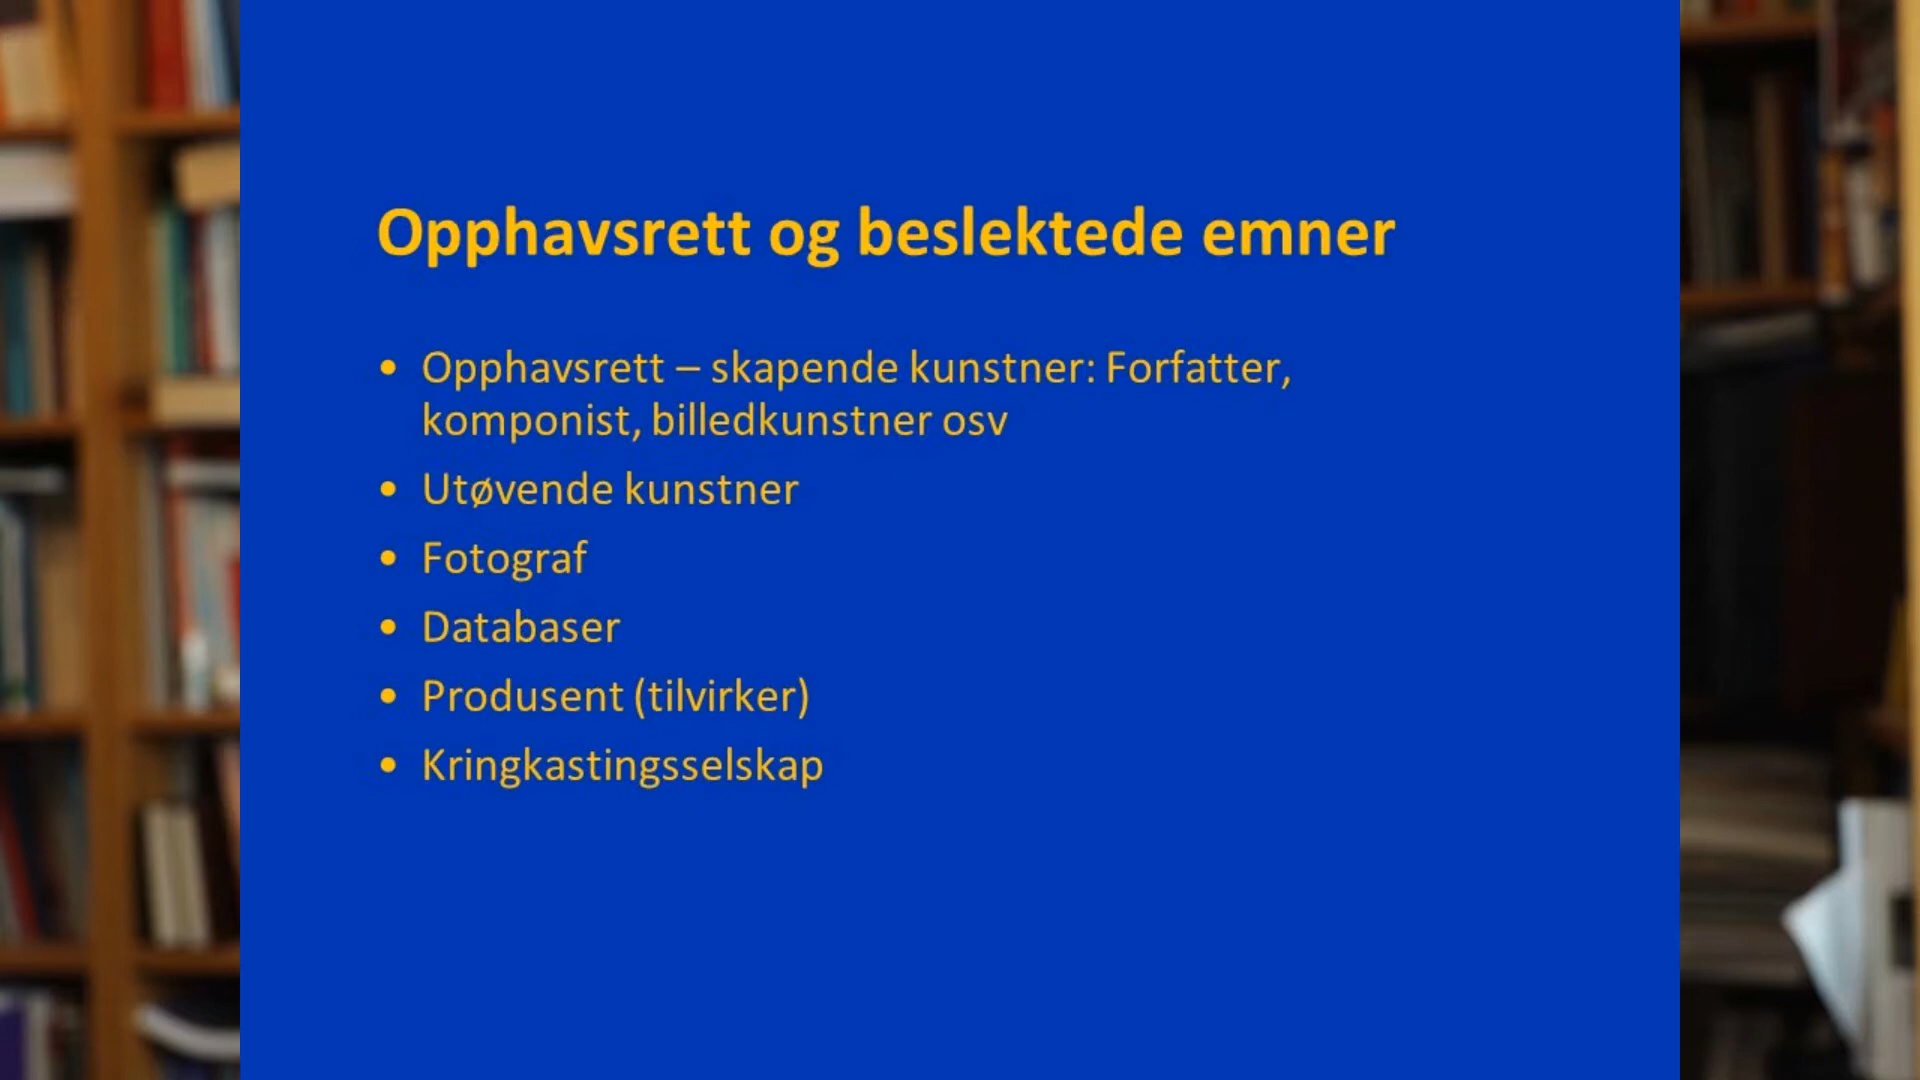 Opphavsrett og beslektede emner
• Opphavsrett – skapende kunstner: Forfatter,
komponist, billedkunstner osv
• Utøvende kunstner
• Fotograf
• Databaser
• Produsent (tilvirker)
• Kringkastingsselskap